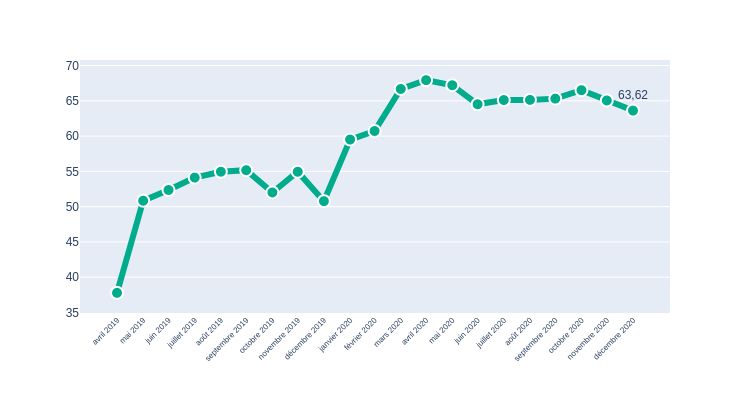 70
65
60
55
50
45
40
35
63,62
avril 2019
mai 2019
juin 2019
juillet 2019
août 2019
septembre 2019
octobre 2019
novembre 2019
décembre 2019
janvier 2020
février 2020
mars 2020
avril 2020
mai 2020
juin 2020
juillet 2020
août 2020
septembre 2020
octobre 2020
novembre 2020
décembre 2020